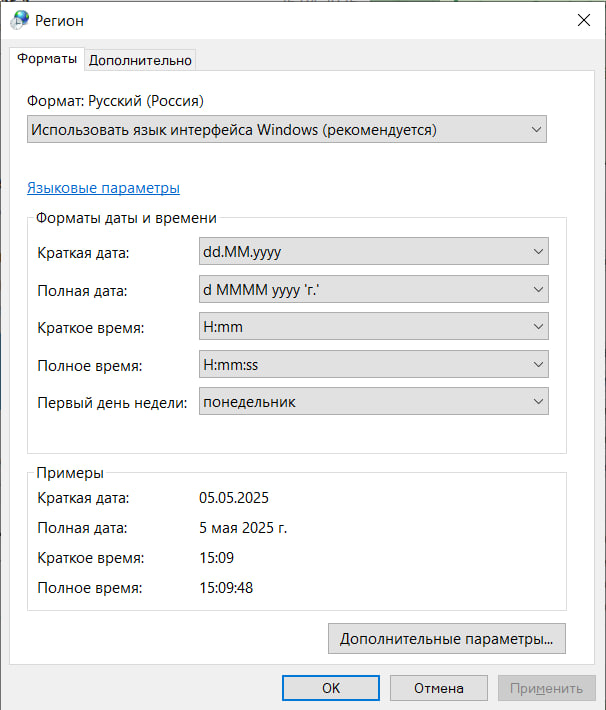 Регион
Форматы Дополнительно
Формат: Русский (Россия)
Использовать язык интерфейса Windows (рекомендуется)
Языковые параметры
Форматы даты и времени
Краткая дата: dd.MM.yyyy
Полная дата: d MMMM yyyy 'г.'
Краткое время: H:mm
Полное время: H:mm:ss
Первый день недели: понедельник
Примеры
Краткая дата: 05.05.2025
Полная дата: 5 мая 2025 г.
Краткое время: 15:09
Полное время: 15:09:48
Дополнительные параметры...
ОК Отмена Применить